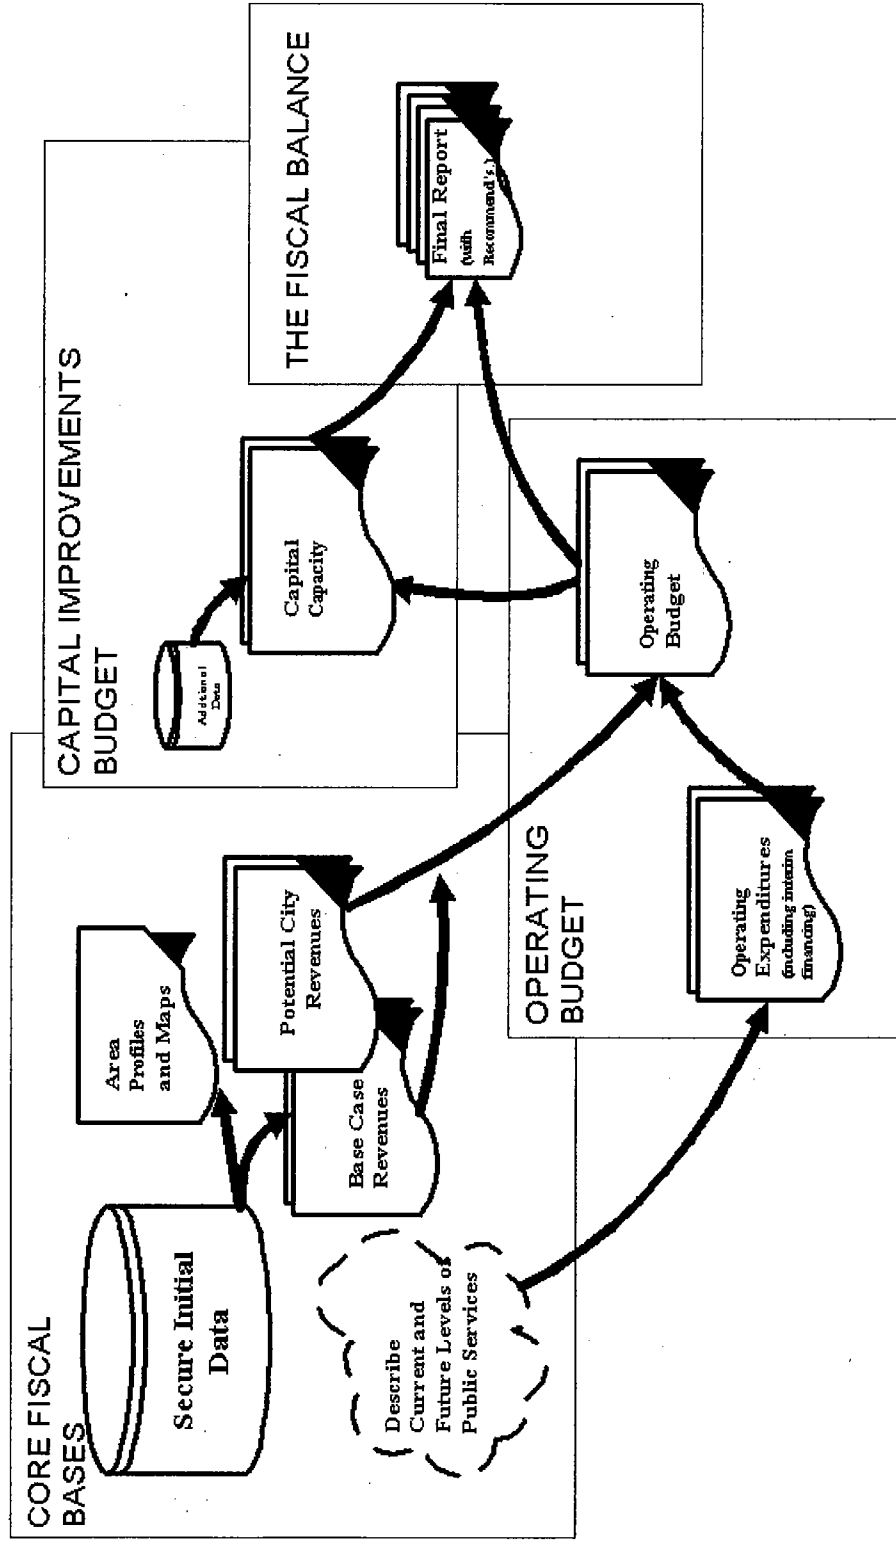 CORE FISCAL
BASES
Secure Initial
Data
Describe
Current and
Future Levels of
Public Services
Area
Profiles
and Maps
Base Case
Revenues
Potential City
Revenues
CAPITAL IMPROVEMENTS
BUDGET
Additional
Data
Capital
Capacity
OPERATING
BUDGET
Operating
Expenditures
(including interim
financing)
Operating
Budget
THE FISCAL BALANCE
Final Report
(with
Recommend's.)